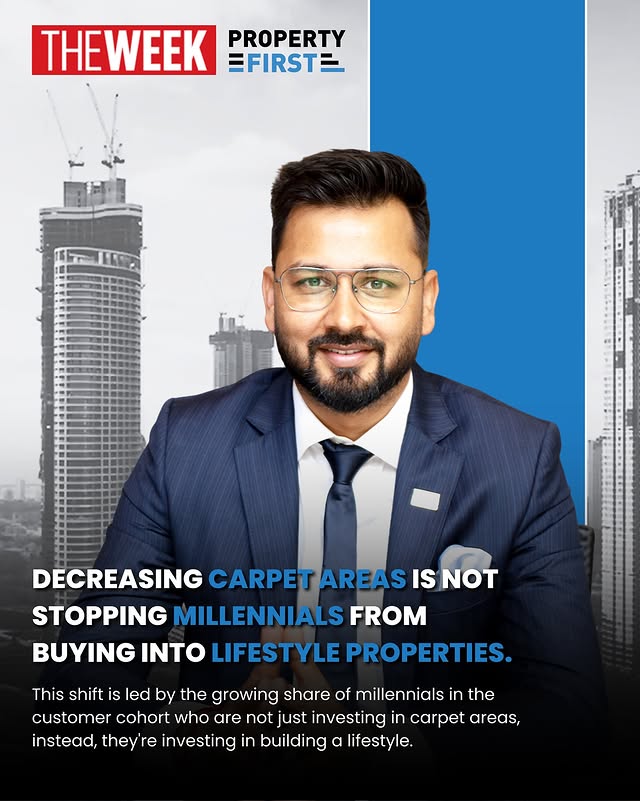 THE WEEK PROPERTY
FIRST
DECREASING CARPET AREAS IS NOT
STOPPING MILLENNIALS FROM
BUYING INTO LIFESTYLE PROPERTIES.
This shift is led by the growing share of millennials in the
customer cohort who are not just investing in carpet areas,
instead, they're investing in building a lifestyle.